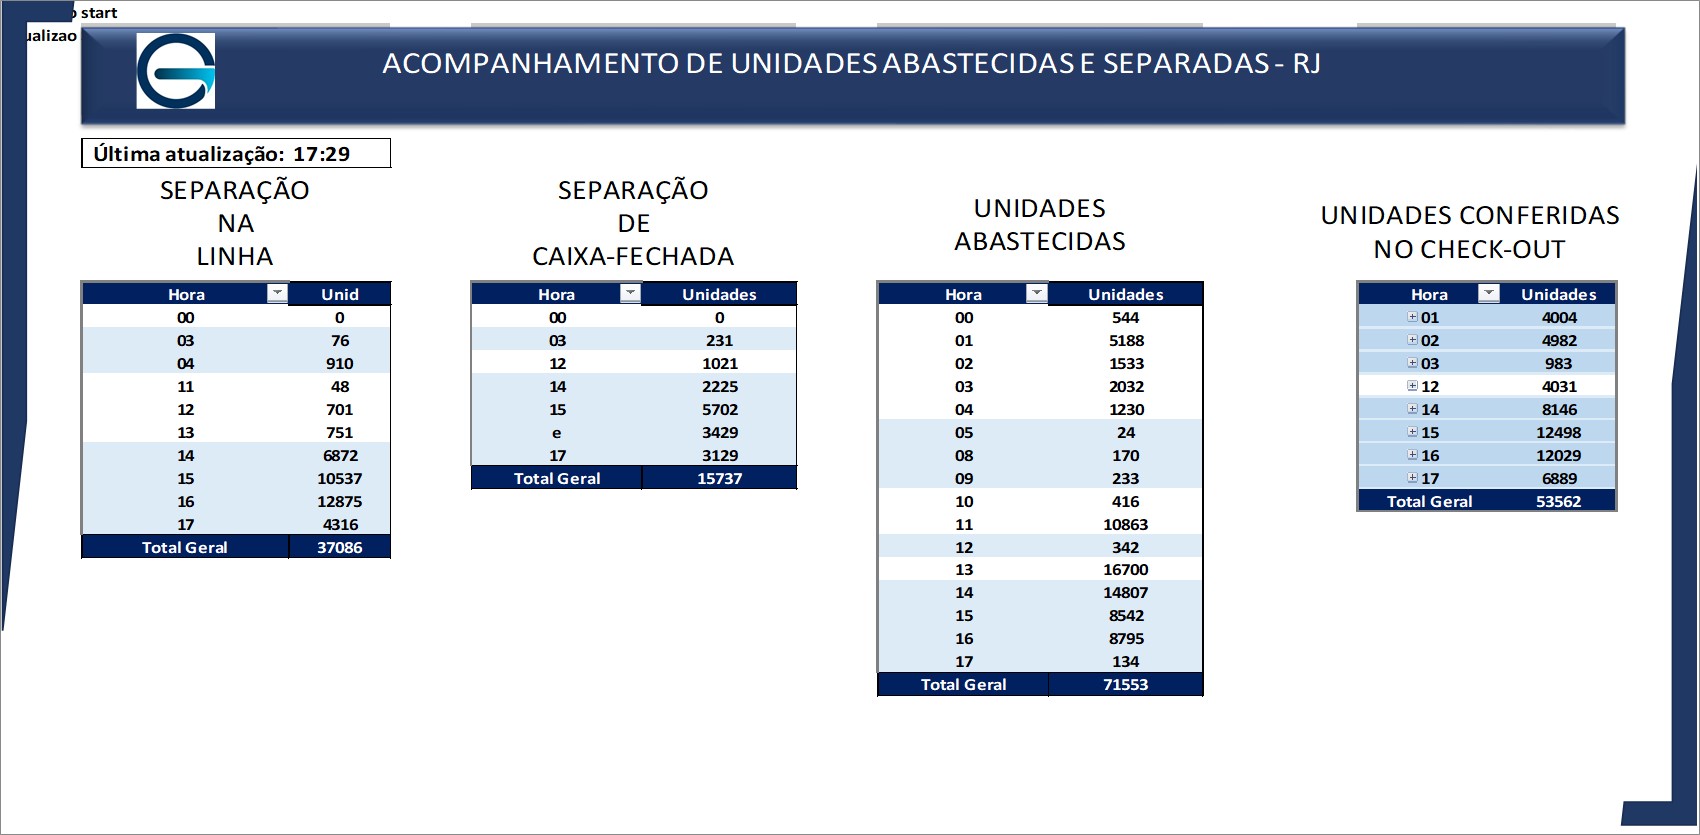 start
ualizao
ACOMPANHAMENTO DE UNIDADES ABASTECIDAS E SEPARADAS - RJ
Última atualização: 17:29
SEPARAÇÃO
NA
LINHA
Hora Unid
00 0
03 76
04 910
11 48
12 701
13 751
14 6872
15 10537
16 12875
17 4316
Total Geral 37086
SEPARAÇÃO
DE
CAIXA-FECHADA
Hora Unidades
00 0
03 231
12 1021
14 2225
15 5702
e 3429
17 3129
Total Geral 15737
UNIDADES
ABASTECIDAS
Hora Unidades
00 544
01 5188
02 1533
03 2032
04 1230
05 24
08 170
09 233
10 416
11 10863
12 342
13 16700
14 14807
15 8542
16 8795
17 134
Total Geral 71553
UNIDADES CONFERIDAS
NO CHECK-OUT
Hora Unidades
01 4004
02 4982
03 983
12 4031
14 8146
15 12498
16 12029
17 6889
Total Geral 53562